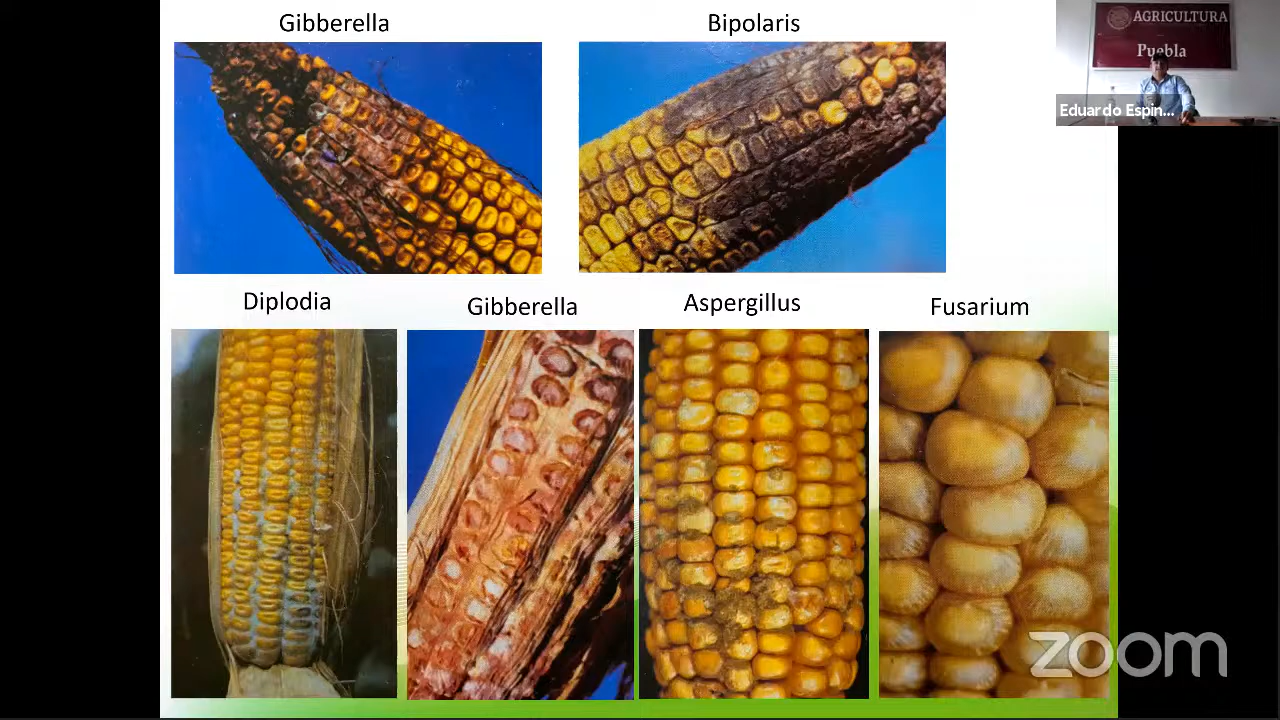 Gibberella
Bipolaris
AGRICULTURA
Puebla
Eduardo Espin...
Diplodia
Gibberella
Aspergillus
Fusarium
zoom